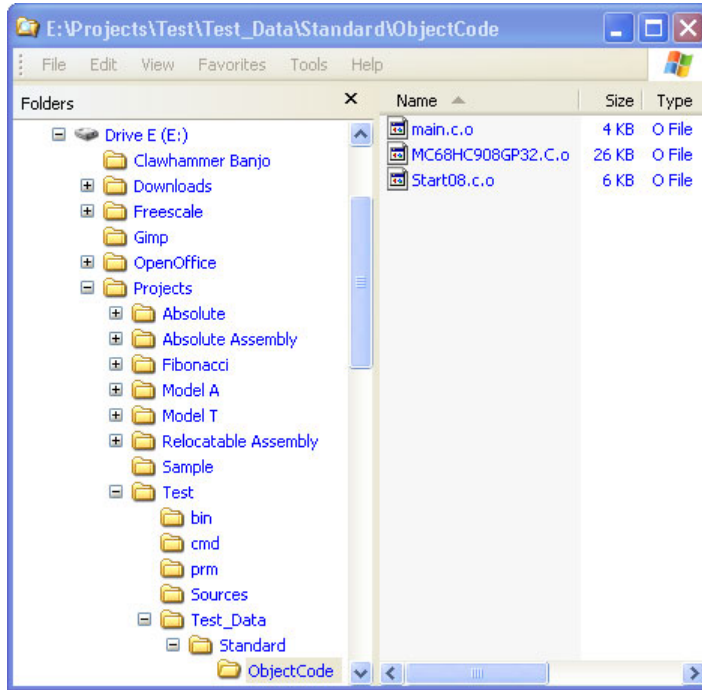 E:\Projects\Test\Test_Data\Standard\ObjectCode
File Edit View Favorites Tools Help
Folders
Drive E (E:)
Clawhammer Banjo
Downloads
Freescale
Gimp
OpenOffice
Projects
Absolute
Absolute Assembly
Fibonacci
Model A
Model T
Relocatable Assembly
Sample
Test
bin
cmd
prm
Sources
Test_Data
Standard
ObjectCode
Name Size Type
main.c.o 4 KB O File
MC68HC908GP32.C.o 26 KB O File
Start08.c.o 6 KB O File